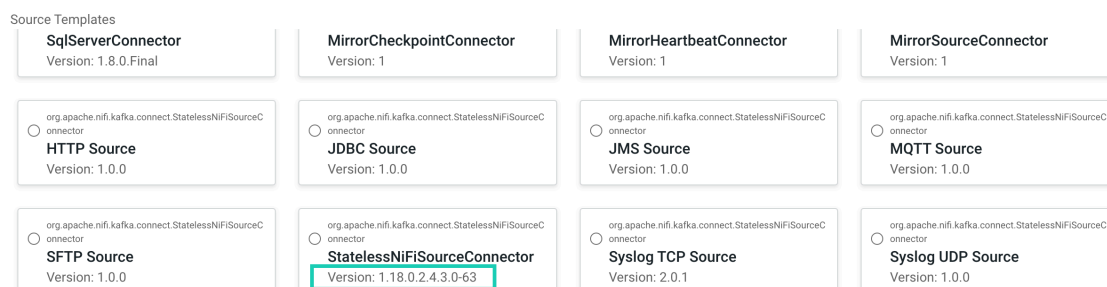 Source Templates
SqlServerConnector
Version: 1.8.0.Final
MirrorCheckpointConnector
Version: 1
MirrorHeartbeatConnector
Version: 1
MirrorSourceConnector
Version: 1
org.apache.nifi.kafka.connect.StatelessNiFiSourceC
onnector
HTTP Source
Version: 1.0.0
org.apache.nifi.kafka.connect.StatelessNiFiSourceC
onnector
JDBC Source
Version: 1.0.0
org.apache.nifi.kafka.connect.StatelessNiFiSourceC
onnector
JMS Source
Version: 1.0.0
org.apache.nifi.kafka.connect.StatelessNiFiSourceC
onnector
MQTT Source
Version: 1.0.0
org.apache.nifi.kafka.connect.StatelessNiFiSourceC
onnector
SFTP Source
Version: 1.0.0
org.apache.nifi.kafka.connect.StatelessNiFiSourceC
onnector
StatelessNiFiSourceConnector
Version: 1.18.0.2.4.3.0-63
org.apache.nifi.kafka.connect.StatelessNiFiSourceC
onnector
Syslog TCP Source
Version: 2.0.1
org.apache.nifi.kafka.connect.StatelessNiFiSourceC
onnector
Syslog UDP Source
Version: 1.0.0